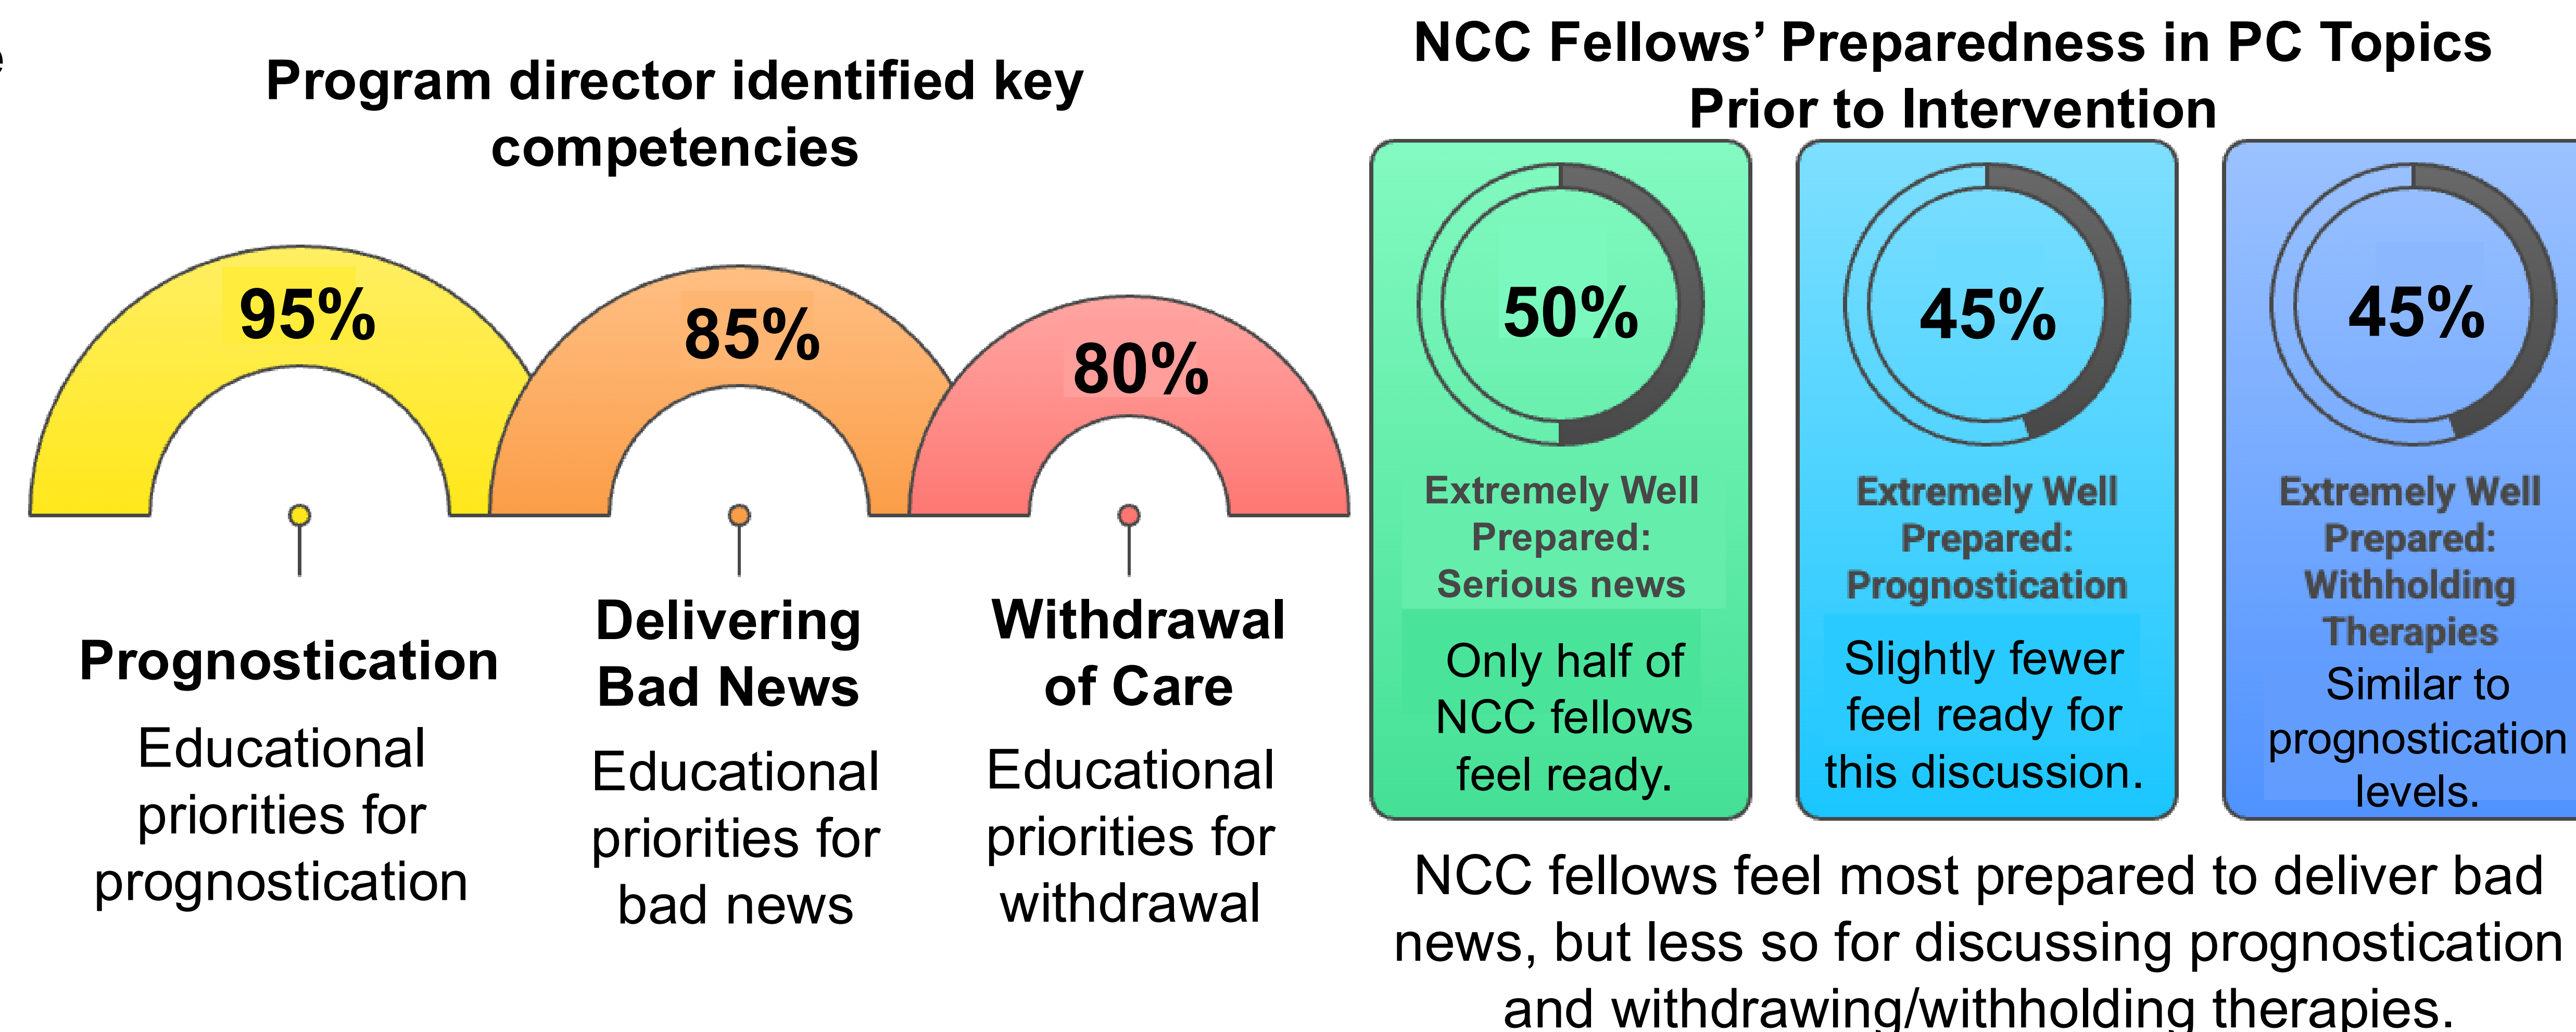 Program director identified key
competencies
95%
85%
80%
Prognostication
Educational
priorities for
prognostication
Delivering
Bad News
Educational
priorities for
bad news
Withdrawal
of Care
Educational
priorities for
withdrawal
NCC Fellows’ Preparedness in PC Topics
Prior to Intervention
50%
Extremely Well
Prepared:
Serious news
Only half of
NCC fellows
feel ready.
45%
Extremely Well
Prepared:
Prognostication
Slightly fewer
feel ready for
this discussion.
45%
Extremely Well
Prepared:
Withholding
Therapies
Similar to
prognostication
levels.
NCC fellows feel most prepared to deliver bad
news, but less so for discussing prognostication
and withdrawing/withholding therapies.